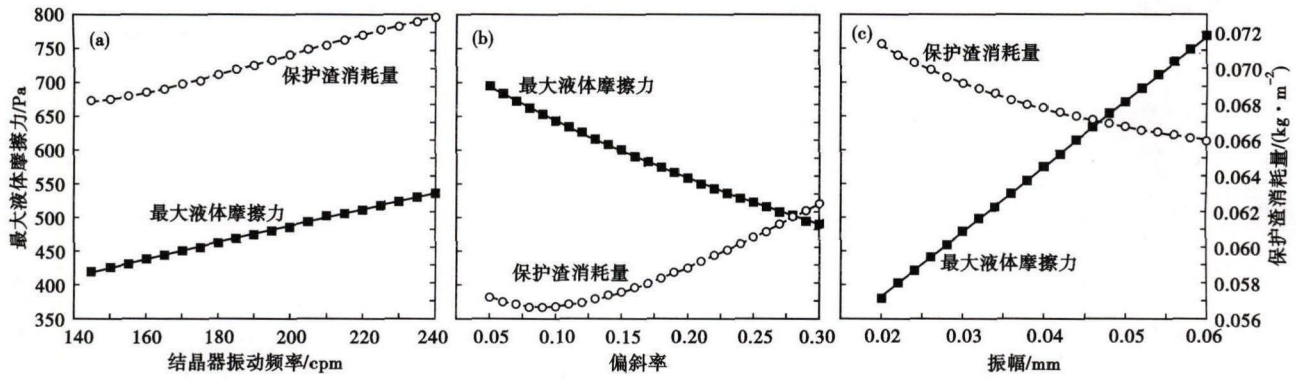 最大液体摩擦力/Pa
800
750
700
650
600
550
500
450
400
350
(a)
保护渣消耗量
最大液体摩擦力
140 160 180 200 220 240
结晶器振动频率/cpm
(b)
最大液体摩擦力
保护渣消耗量
0.05 0.10 0.15 0.20 0.25 0.30
偏斜率
(c)
保护渣消耗量
最大液体摩擦力
0.02 0.03 0.04 0.05 0.06
振幅/mm
0.072
0.070
0.068
0.066
0.064
0.062
0.060
0.058
0.056
保护渣消耗量/(kg·m⁻²)